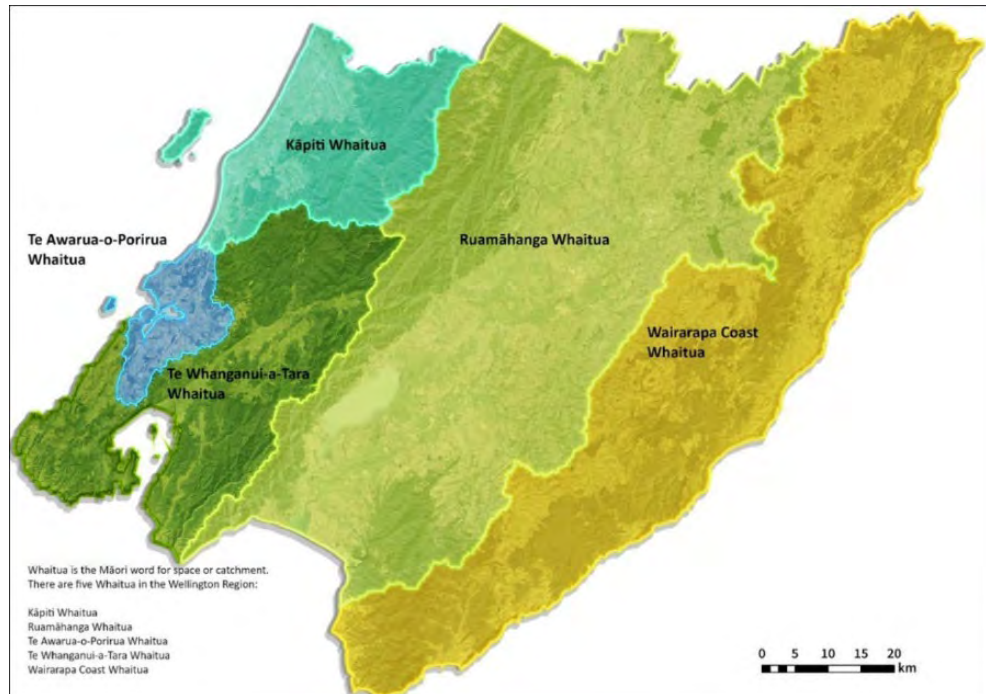 Kāpiti Whaitua
Te Awarua-o-Porirua
Whaitua
Ruamāhanga Whaitua
Wairarapa Coast
Whaitua
Te Whanganui-a-Tara
Whaitua
Whaitua is the Māori word for space or catchment.
There are five Whaitua in the Wellington Region:
Kāpiti Whaitua
Ruamāhanga Whaitua
Te Awarua-o-Porirua Whaitua
Te Whanganui-a-Tara Whaitua
Wairarapa Coast Whaitua
0 5 10 15 20
km